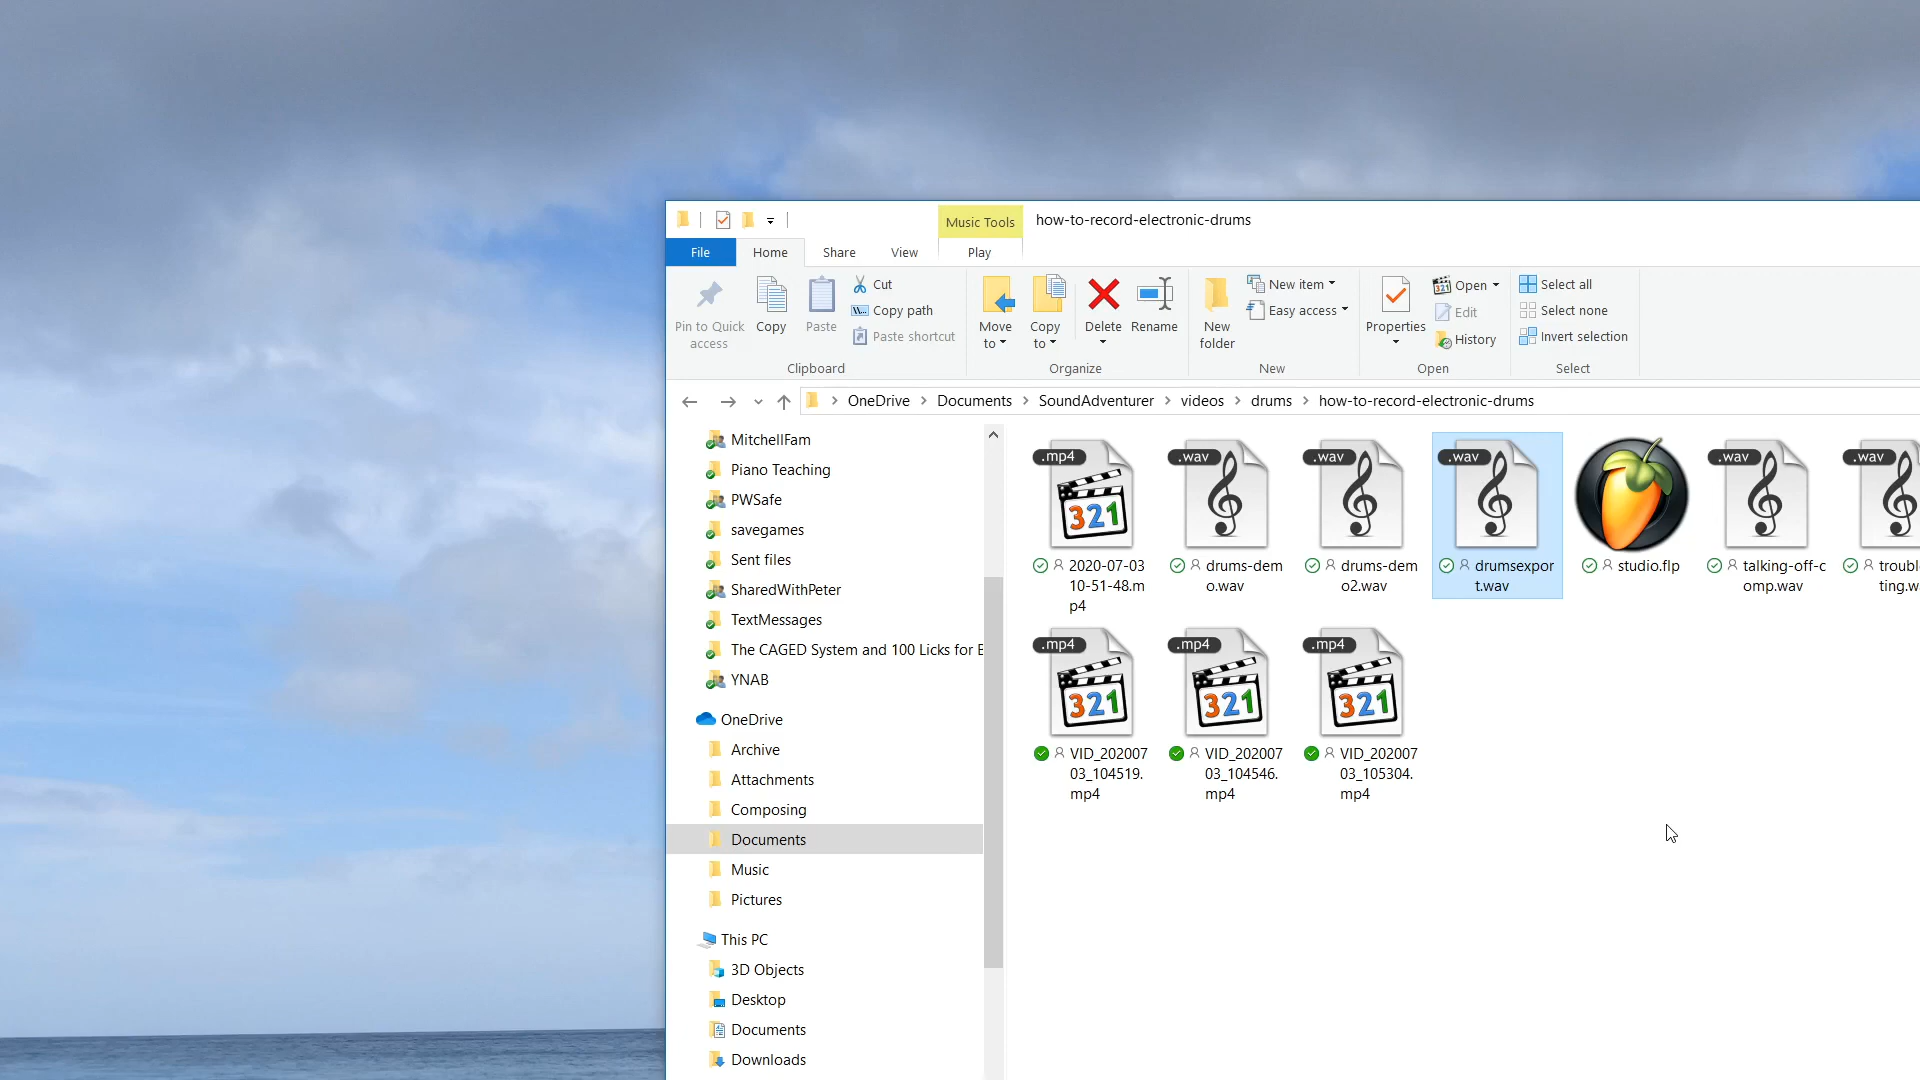 Music Tools
how-to-record-electronic-drums
File
Home
Share
View
Play
Pin to Quick
access
Copy
Paste
Cut
Copy path
Paste shortcut
Clipboard
Move
to
Copy
to
Delete
Rename
Organize
New
folder
New item
Easy access
New
Properties
Open
Edit
History
Open
Select all
Select none
Invert selection
Select
OneDrive > Documents > SoundAdventurer > videos > drums > how-to-record-electronic-drums
MitchellFam
Piano Teaching
PWSafe
savegames
Sent files
SharedWithPeter
TextMessages
The CAGED System and 100 Licks for
YNAB
OneDrive
Archive
Attachments
Composing
Documents
Music
Pictures
This PC
3D Objects
Desktop
Documents
Downloads
.mp4
321
2020-07-03
10-51-48.m
p4
.wav
drums-dem
o.wav
.wav
drums-dem
o2.wav
.wav
drumsexpor
t.wav
studio.flp
.wav
talking-off-c
omp.wav
.wav
troubl
ting.w
.mp4
321
VID_202007
03_104519.
mp4
.mp4
321
VID_202007
03_104546.
mp4
.mp4
321
VID_202007
03_105304.
mp4